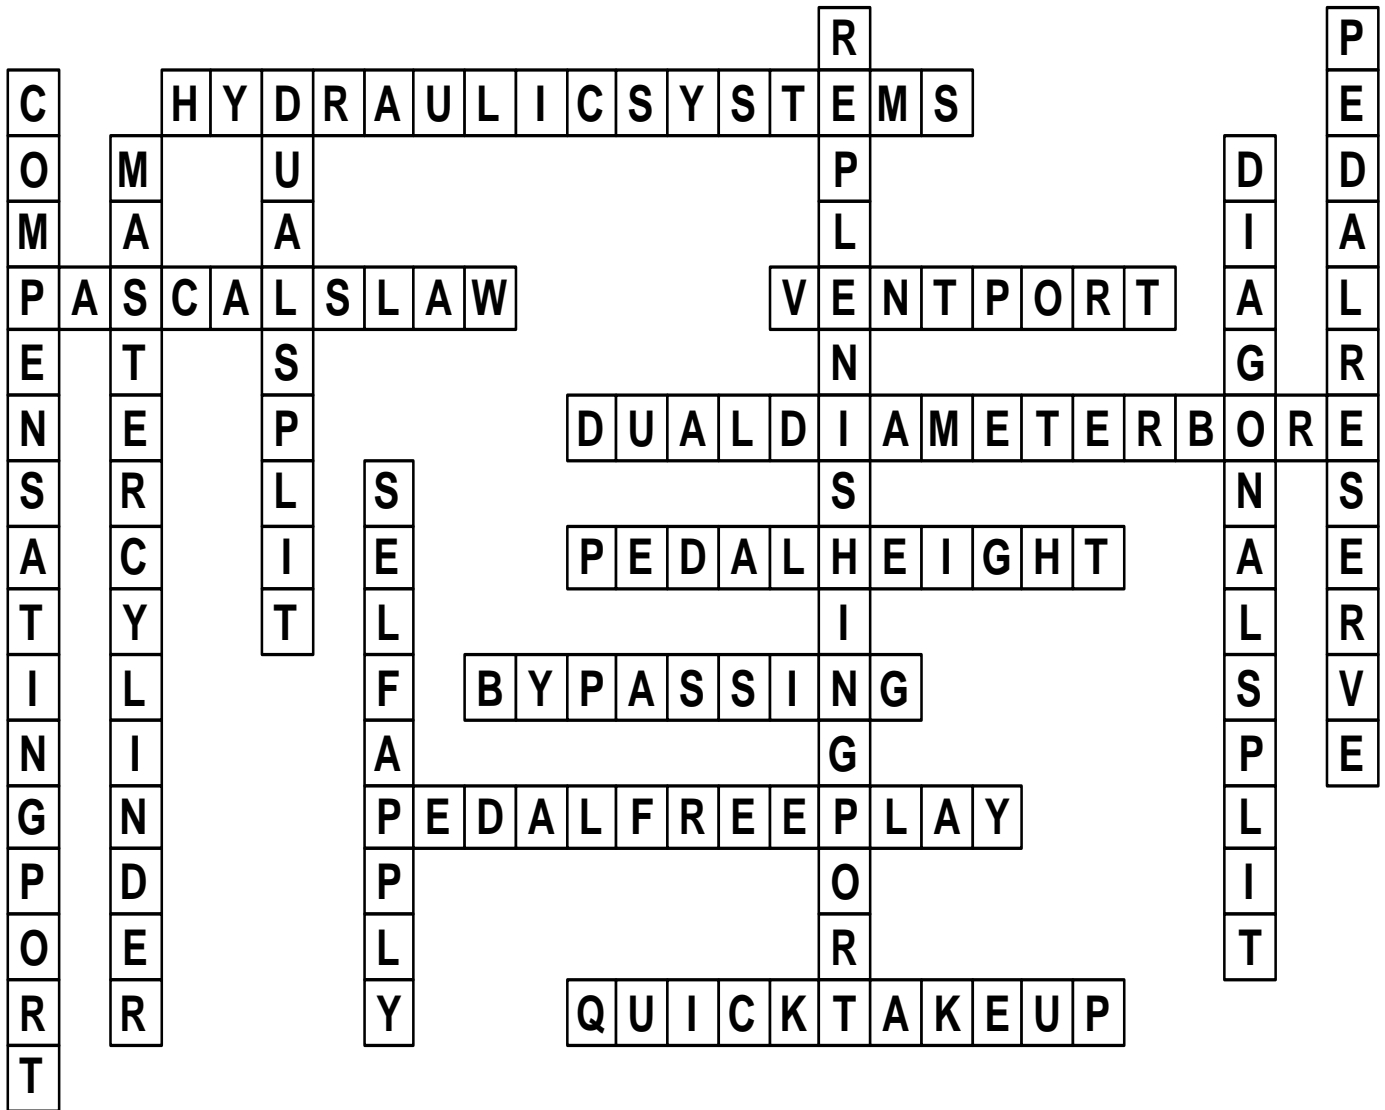 REPLENISHINGPORT
PEDALRESERVE
COMPENSATINGPORT
HYDRAULICSYSTEMS
DUALSPLIT
MASTERCYLINDER
DIAGONALSPLIT
PASCALSLAW
VENTPORT
DUALDIAMETERBORE
SELFAPPLY
PEDALHEIGHT
BYPASSING
PEDALFREEPLAY
QUICKTAKEUP